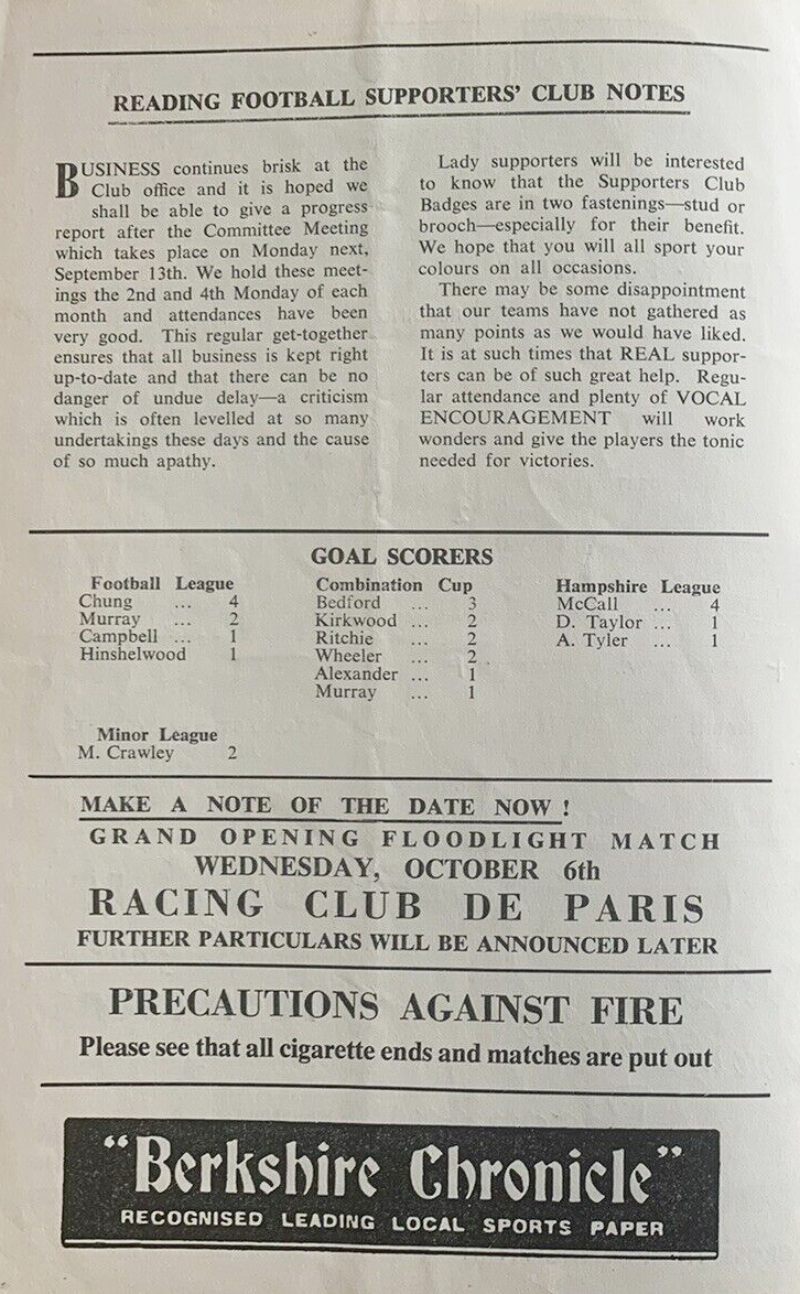 READING FOOTBALL SUPPORTERS' CLUB NOTES
BUSINESS continues brisk at the
Club office and it is hoped we
shall be able to give a progress
report after the Committee Meeting
which takes place on Monday next,
September 13th. We hold these meet-
ings the 2nd and 4th Monday of each
month and attendances have been
very good. This regular get-together
ensures that all business is kept right
up-to-date and that there can be no
danger of undue delay—a criticism
which is often levelled at so many
undertakings these days and the cause
of so much apathy.
Lady supporters will be interested
to know that the Supporters Club
Badges are in two fastenings—stud or
brooch—especially for their benefit.
We hope that you will all sport your
colours on all occasions.
There may be some disappointment
that our teams have not gathered as
many points as we would have liked.
It is at such times that REAL suppor-
ters can be of such great help. Regu-
lar attendance and plenty of VOCAL
ENCOURAGEMENT will work
wonders and give the players the tonic
needed for victories.
GOAL SCORERS
Football League
Chung ... 4
Murray ... 2
Campbell ... 1
Hinshelwood 1
Combination Cup
Bedford ... 3
Kirkwood ... 2
Ritchie ... 2
Wheeler ... 2
Alexander ... 1
Murray ... 1
Hampshire League
McCall ... 4
D. Taylor ... 1
A. Tyler ... 1
Minor League
M. Crawley 2
MAKE A NOTE OF THE DATE NOW !
GRAND OPENING FLOODLIGHT MATCH
WEDNESDAY, OCTOBER 6th
RACING CLUB DE PARIS
FURTHER PARTICULARS WILL BE ANNOUNCED LATER
PRECAUTIONS AGAINST FIRE
Please see that all cigarette ends and matches are put out
"Berkshire Chronicle"
RECOGNISED LEADING LOCAL SPORTS PAPER